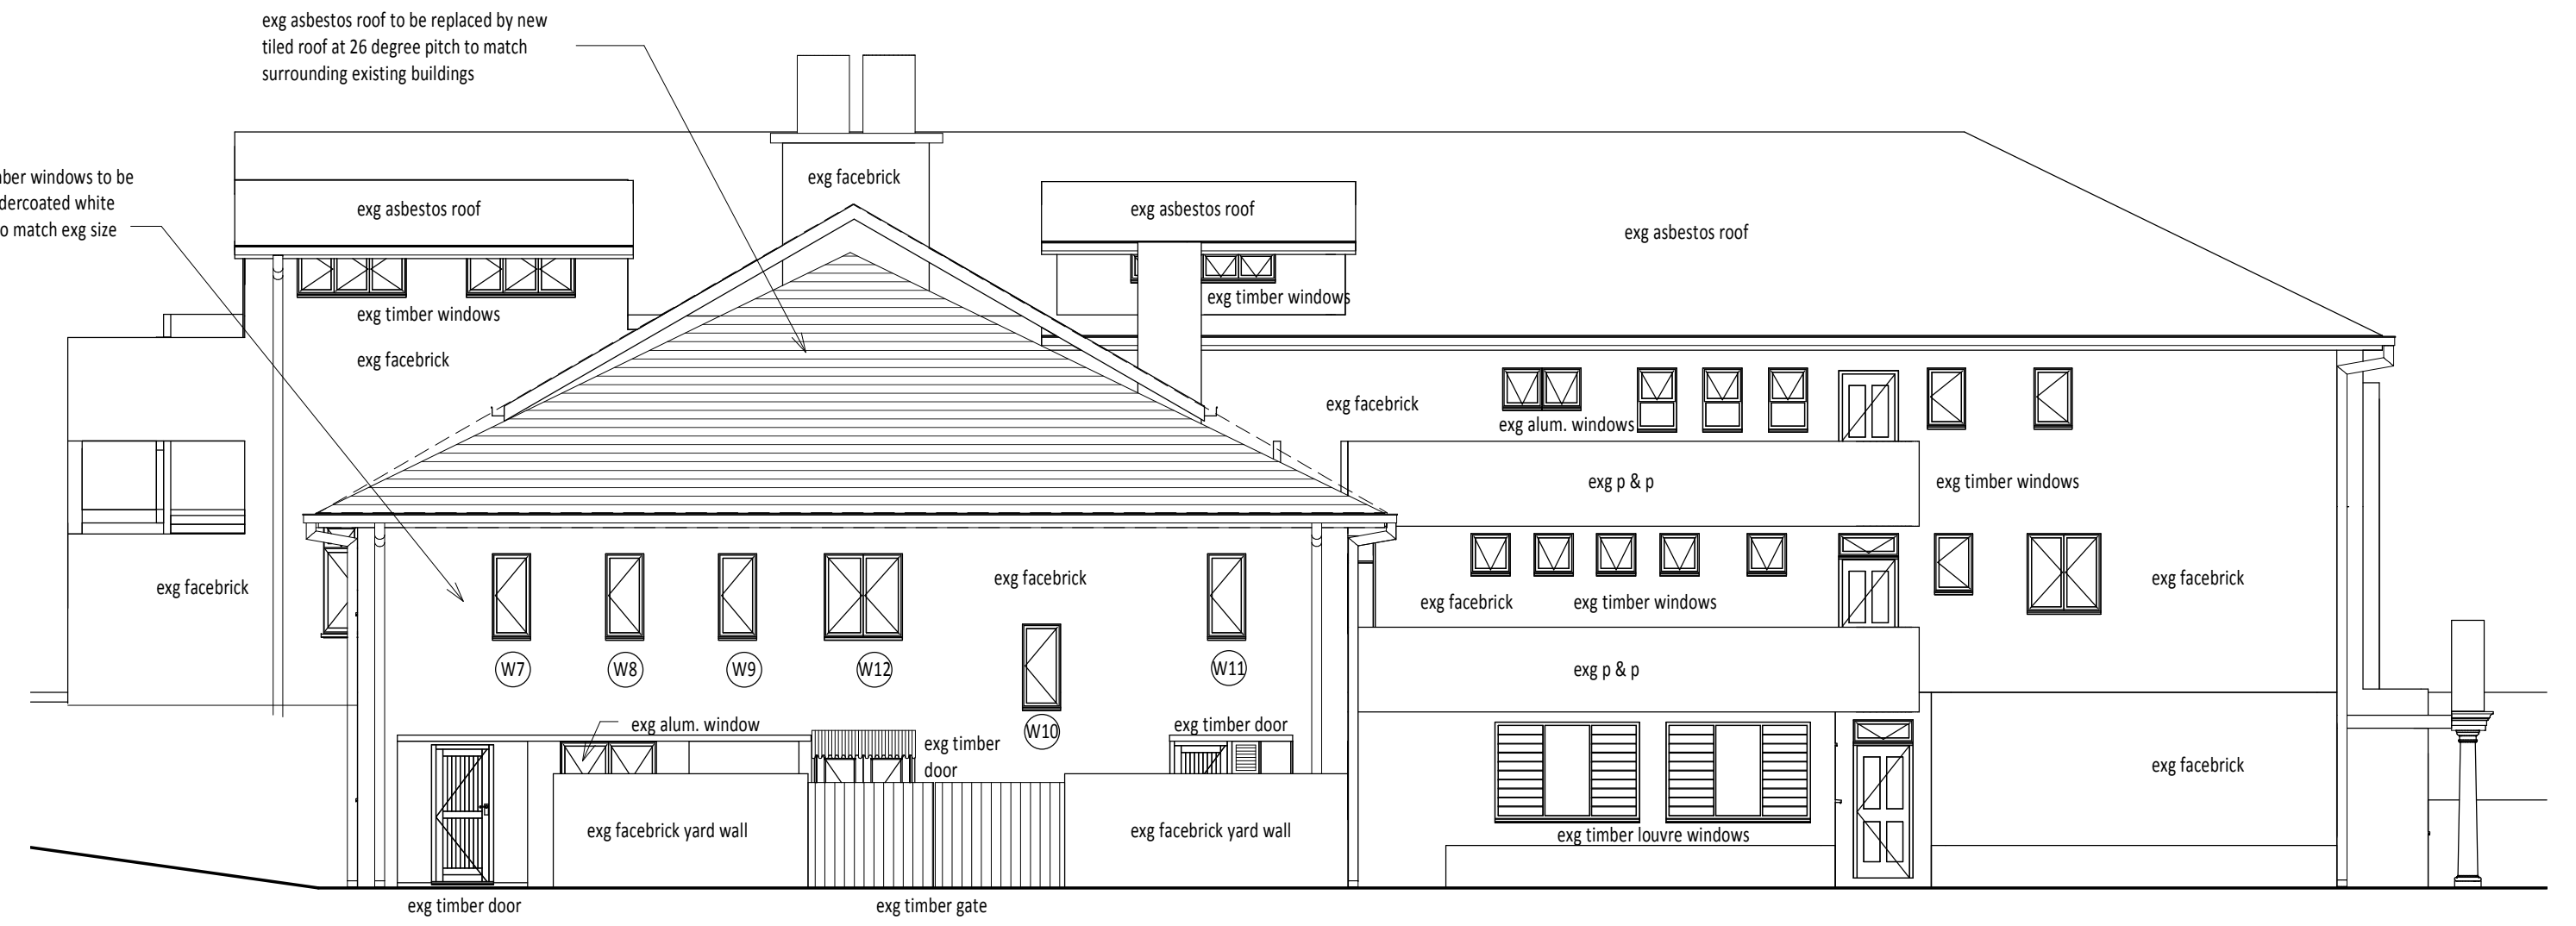 exg asbestos roof to be replaced by new
tiled roof at 26 degree pitch to match
surrounding existing buildings
windows to be
white
match exg size
exg facebrick
exg asbestos roof
exg asbestos roof
exg asbestos roof
exg timber windows
exg timber windows
exg facebrick
exg facebrick
exg alum. windows
exg p & p
exg timber windows
exg facebrick
exg facebrick
exg facebrick
exg timber windows
exg facebrick
W7
W8
W9
W12
W11
exg p & p
W10
exg alum. window
exg timber door
exg timber
door
exg facebrick
exg facebrick yard wall
exg facebrick yard wall
exg timber louvre windows
exg timber door
exg timber gate